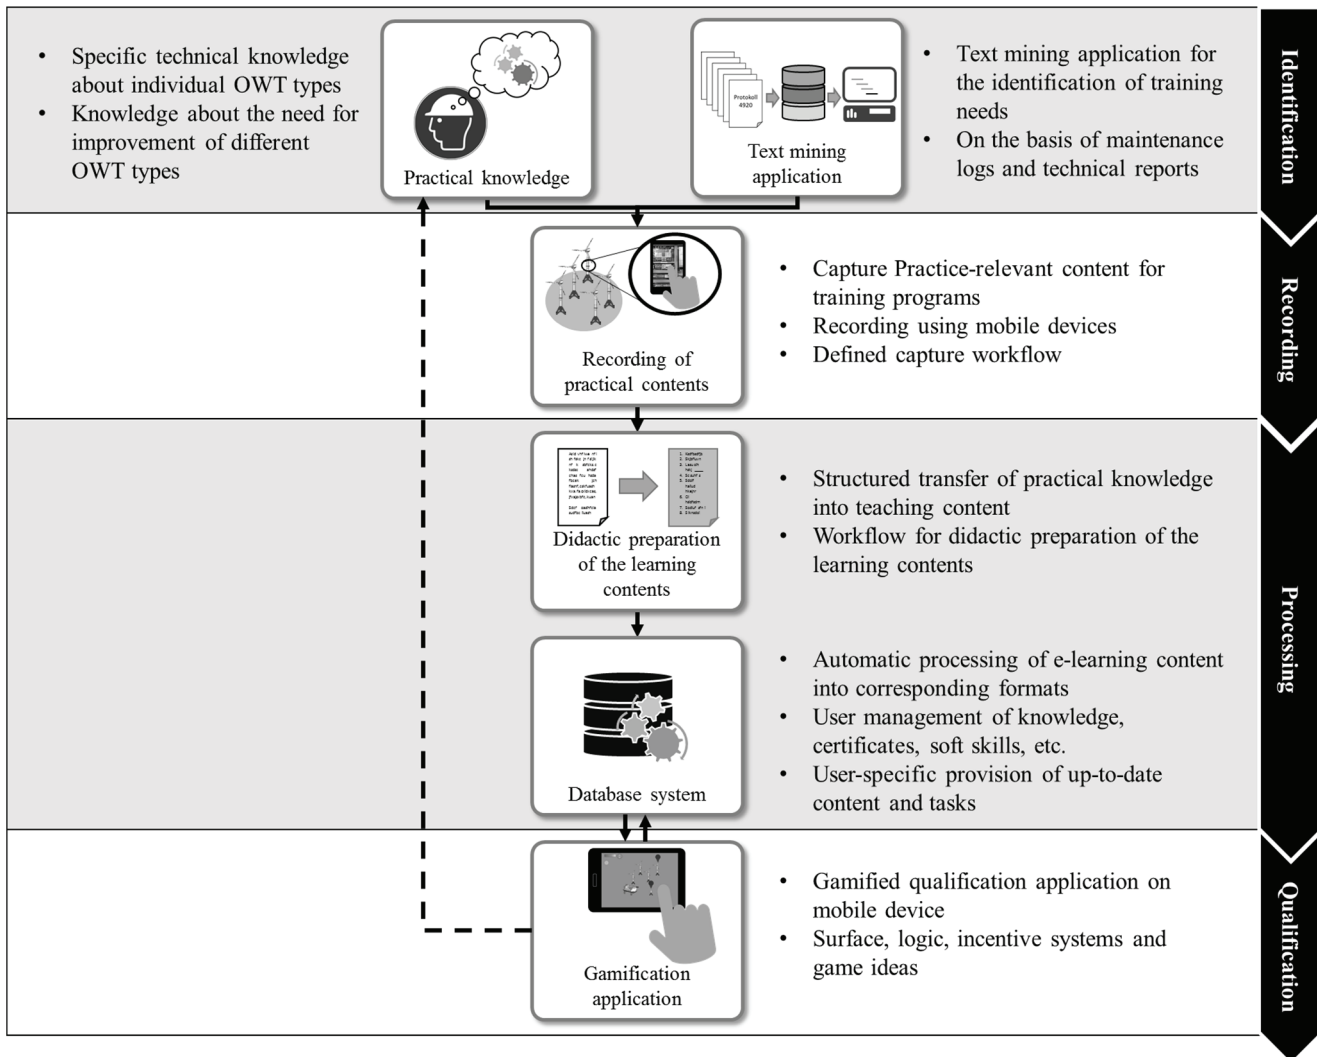 • Specific technical knowledge
about individual OWT types
• Knowledge about the need for
improvement of different
OWT types
Practical knowledge
Protokoll
4920
Text mining
application
• Text mining application for
the identification of training
needs
• On the basis of maintenance
logs and technical reports
Identification
Recording of
practical contents
• Capture Practice-relevant content for
training programs
• Recording using mobile devices
• Defined capture workflow
Recording
Didactic preparation
of the learning
contents
• Structured transfer of practical knowledge
into teaching content
• Workflow for didactic preparation of the
learning contents
Database system
• Automatic processing of e-learning content
into corresponding formats
• User management of knowledge,
certificates, soft skills, etc.
• User-specific provision of up-to-date
content and tasks
Processing
Gamification
application
• Gamified qualification application on
mobile device
• Surface, logic, incentive systems and
game ideas
Qualification